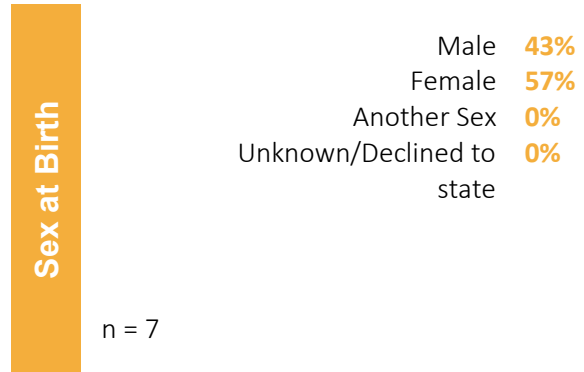 Sex at Birth
Male 43%
Female 57%
Another Sex 0%
Unknown/Declined to 0%
state
n = 7